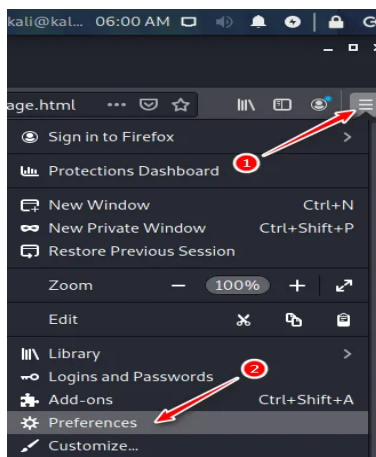 kali@kal... 06:00 AM
age.html ...
Sign in to Firefox
1
Protections Dashboard
New Window Ctrl+N
New Private Window Ctrl+Shift+P
Restore Previous Session
Zoom − 100% +
Edit
Library
Logins and Passwords
2
Add-ons Ctrl+Shift+A
Preferences
Customize...